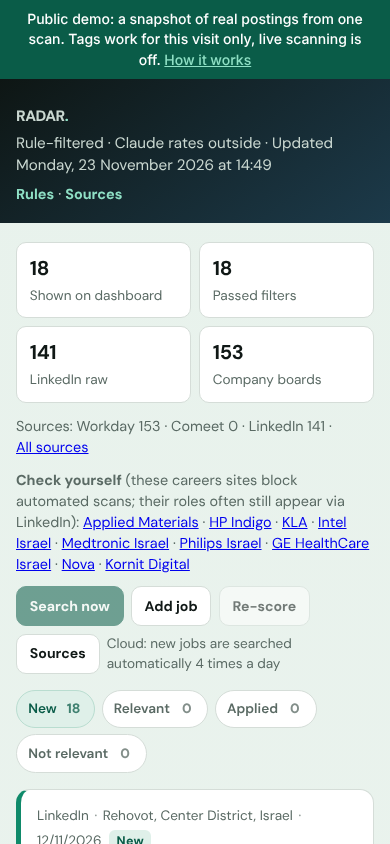 Public demo: a snapshot of real postings from one
scan. Tags work for this visit only, live scanning is
off. How it works
RADAR.
Rule-filtered · Claude rates outside · Updated
Monday, 23 November 2026 at 14:49
Rules · Sources
18
Shown on dashboard
18
Passed filters
141
LinkedIn raw
153
Company boards
Sources: Workday 153 · Comeet 0 · LinkedIn 141 ·
All sources
Check yourself (these careers sites block
automated scans; their roles often still appear via
LinkedIn): Applied Materials · HP Indigo · KLA · Intel
Israel · Medtronic Israel · Philips Israel · GE HealthCare
Israel · Nova · Kornit Digital
Search now
Add job
Re-score
Sources
Cloud: new jobs are searched
automatically 4 times a day
New 18
Relevant 0
Applied 0
Not relevant 0
LinkedIn · Rehovot, Center District, Israel ·
12/11/2026 New